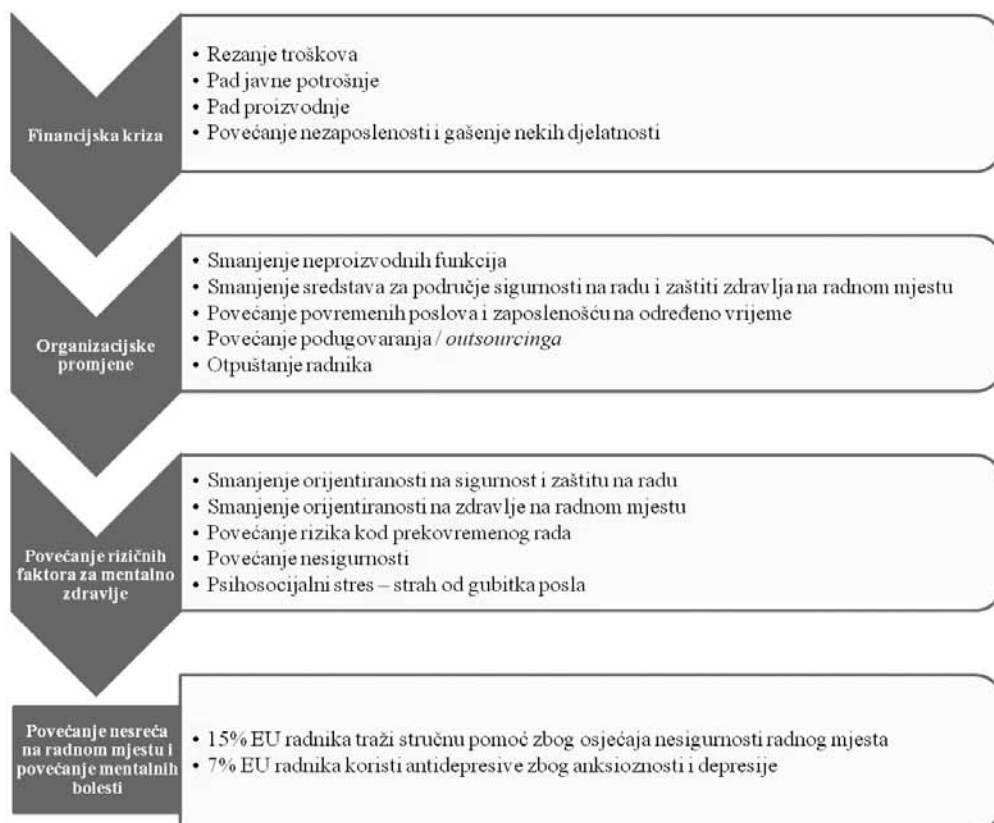 Financijska kriza
• Rezanje troškova
• Pad javne potrošnje
• Pad proizvodnje
• Povećanje nezaposlenosti i gašenje nekih djelatnosti
Organizacijske
promjene
• Smanjenje neproizvodnih funkcija
• Smanjenje sredstava za područje sigurnosti na radu i zaštiti zdravlja na radnom mjestu
• Povećanje povremenih poslova i zaposlenošću na određeno vrijeme
• Povećanje podugovaranja / outsourcinga
• Otpuštanje radnika
Povećanje rizičnih
faktora za mentalno
zdravlje
• Smanjenje orijentiranosti na sigurnost i zaštitu na radu
• Smanjenje orijentiranosti na zdravlje na radnom mjestu
• Povećanje rizika kod prekovremenog rada
• Povećanje nesigurnosti
• Psihosocijalni stres – strah od gubitka posla
Povećanje nesreća
na radnom mjestu i
povećanje mentalnih
bolesti
• 15% EU radnika traži stručnu pomoć zbog osjećaja nesigurnosti radnog mjesta
• 7% EU radnika koristi antidepresive zbog anksioznosti i depresije